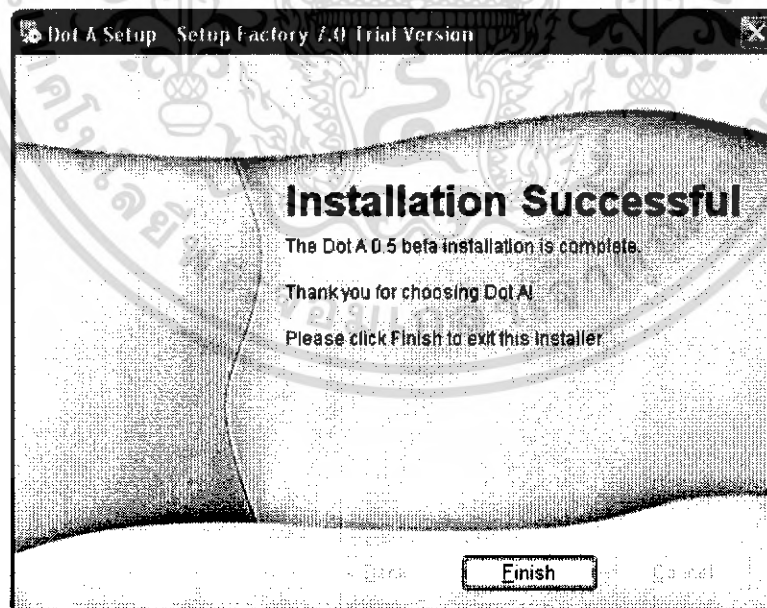 Dot A Setup - Setup Factory 7.0 Trial Version
Installation Successful
The Dot A 0.5 beta installation is complete.
Thank you for choosing Dot A!
Please click Finish to exit this installer.
< Back
Finish
Cancel